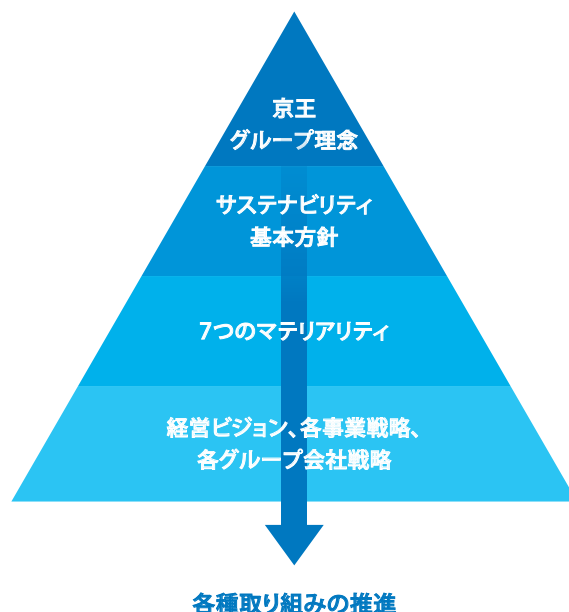 京王
グループ理念
サステナビリティ
基本方針
7つのマテリアリティ
経営ビジョン、各事業戦略、
各グループ会社戦略
各種取り組みの推進